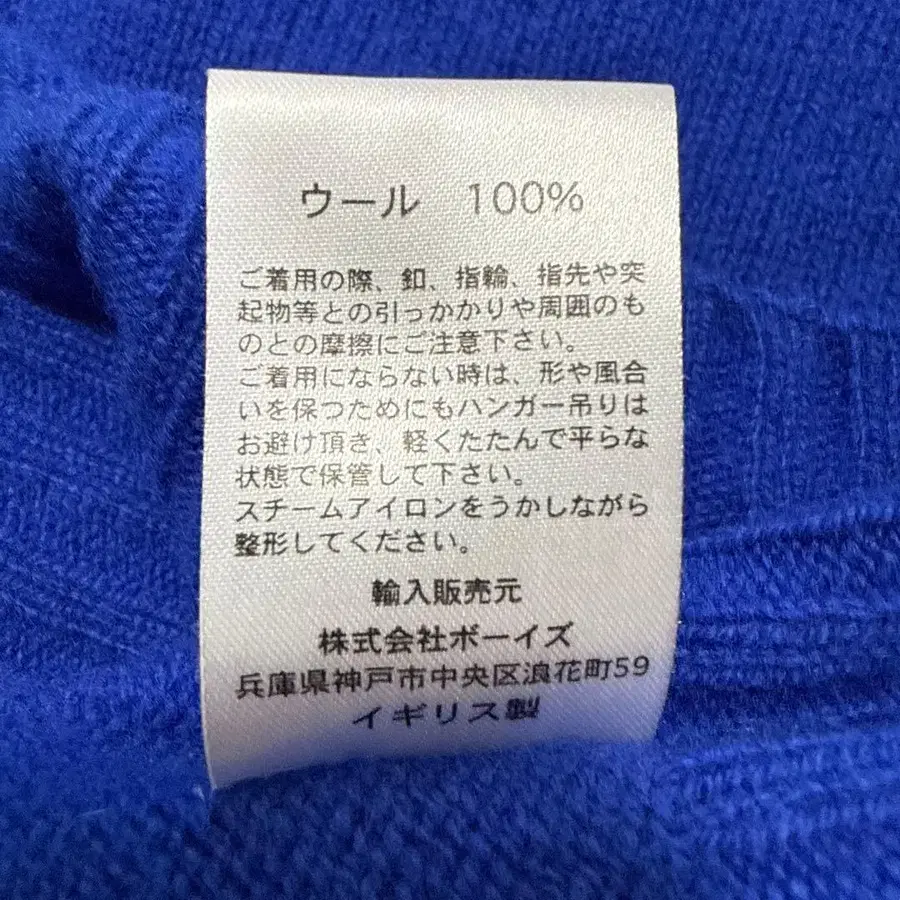 ウール 100%
ご着用の際、釦、指輪、指先や突
起物等との引っかかりや周囲のも
のとの摩擦にご注意下さい。
ご着用にならない時は、形や風合
いを保つためにもハンガー吊りは
お避け頂き、軽くたたんで平らな
状態で保管して下さい。
スチームアイロンをうかしながら
整形してください。
輸入販売元
株式会社ボーイズ
兵庫県神戸市中央区浪花町59
イギリス製